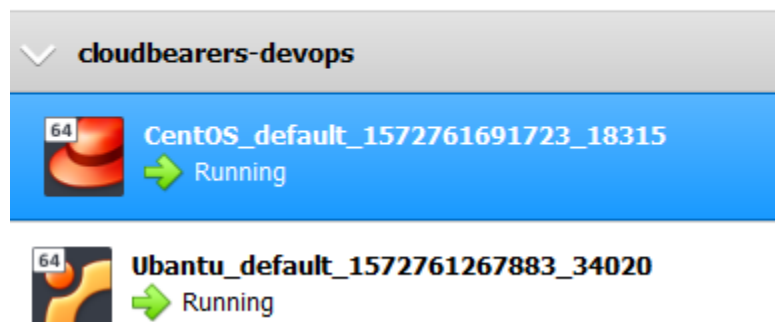 cloudbearers-devops
64
CentOS_default_1572761691723_18315
Running
64
Ubantu_default_1572761267883_34020
Running